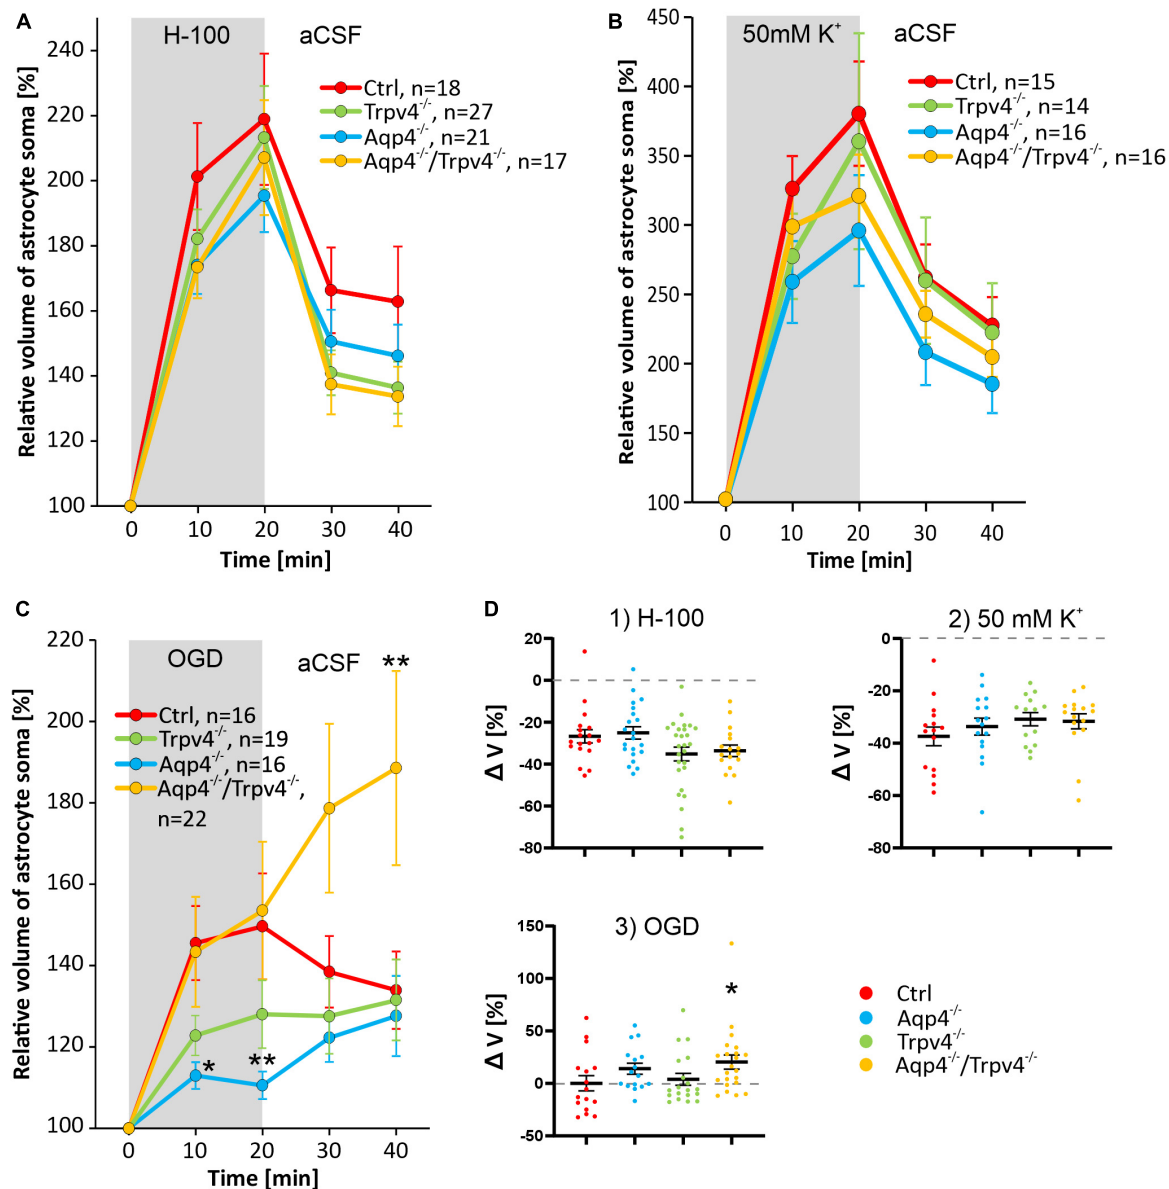 A
H-100
aCSF
Relative volume of astrocyte soma [%]
240
220
200
180
160
140
120
100
Ctrl, n=18
Trpv4-/-, n=27
Aqp4-/-, n=21
Aqp4-/-/Trpv4-/-, n=17
0 10 20 30 40
Time [min]
B
50mM K+
aCSF
Relative volume of astrocyte soma [%]
450
400
350
300
250
200
150
100
Ctrl, n=15
Trpv4-/-, n=14
Aqp4-/-, n=16
Aqp4-/-/Trpv4-/-, n=16
0 10 20 30 40
Time [min]
C
OGD
aCSF
**
Relative volume of astrocyte soma [%]
220
200
180
160
140
120
100
Ctrl, n=16
Trpv4-/-, n=19
Aqp4-/-, n=16
Aqp4-/-/Trpv4-/-,
n=22
*
**
0 10 20 30 40
Time [min]
D
1) H-100
Δ V [%]
20
0
-20
-40
-60
-80
2) 50 mM K+
Δ V [%]
0
-20
-40
-60
-80
3) OGD
Δ V [%]
150
100
50
0
-50
*
Ctrl
Aqp4-/-
Trpv4-/-
Aqp4-/-/Trpv4-/-